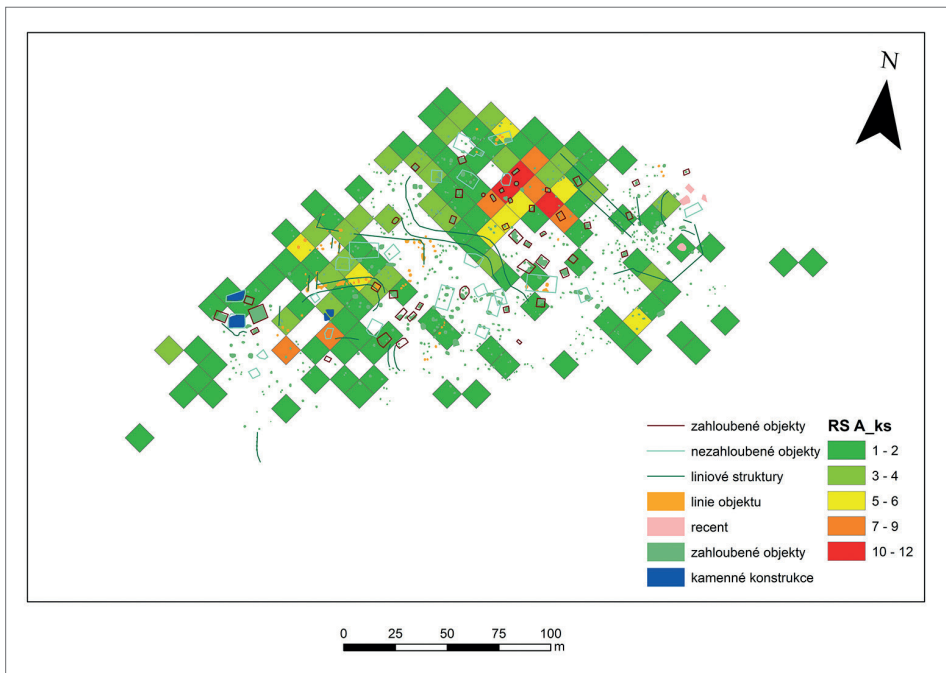 N
zahloubené objekty
nezahloubené objekty
liniové struktury
linie objektu
recent
zahloubené objekty
kamenné konstrukce
RS A_ks
1 - 2
3 - 4
5 - 6
7 - 9
10 - 12
0 25 50 75 100
m